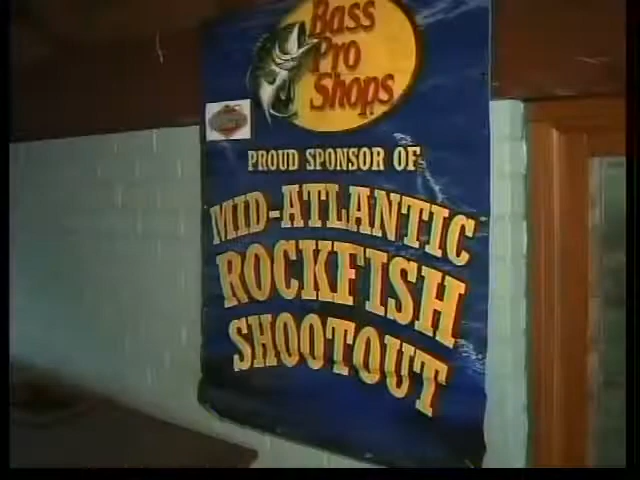 Bass
Pro
Shops
PROUD SPONSOR OF:
MID-ATLANTIC
ROCKFISH
SHOOTOUT